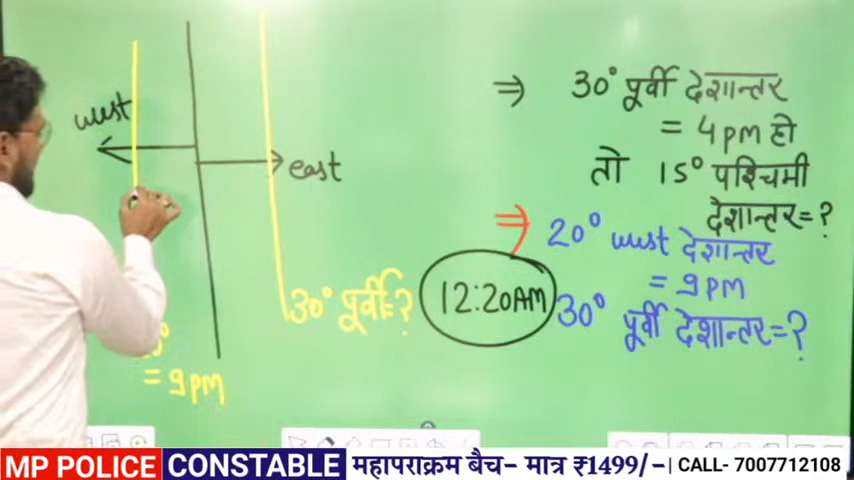 west
east
30° पूर्वी=?
= 9pm
⇒ 30° पूर्वी देशान्तर
= 4pm हो
तो 15° पश्चिमी
देशान्तर=?
⇒ 20° west देशान्तर
= 9pm
12:20AM
30° पूर्वी देशान्तर=?
MP POLICE CONSTABLE महापराक्रम बैच- मात्र ₹1499/-| CALL- 7007712108